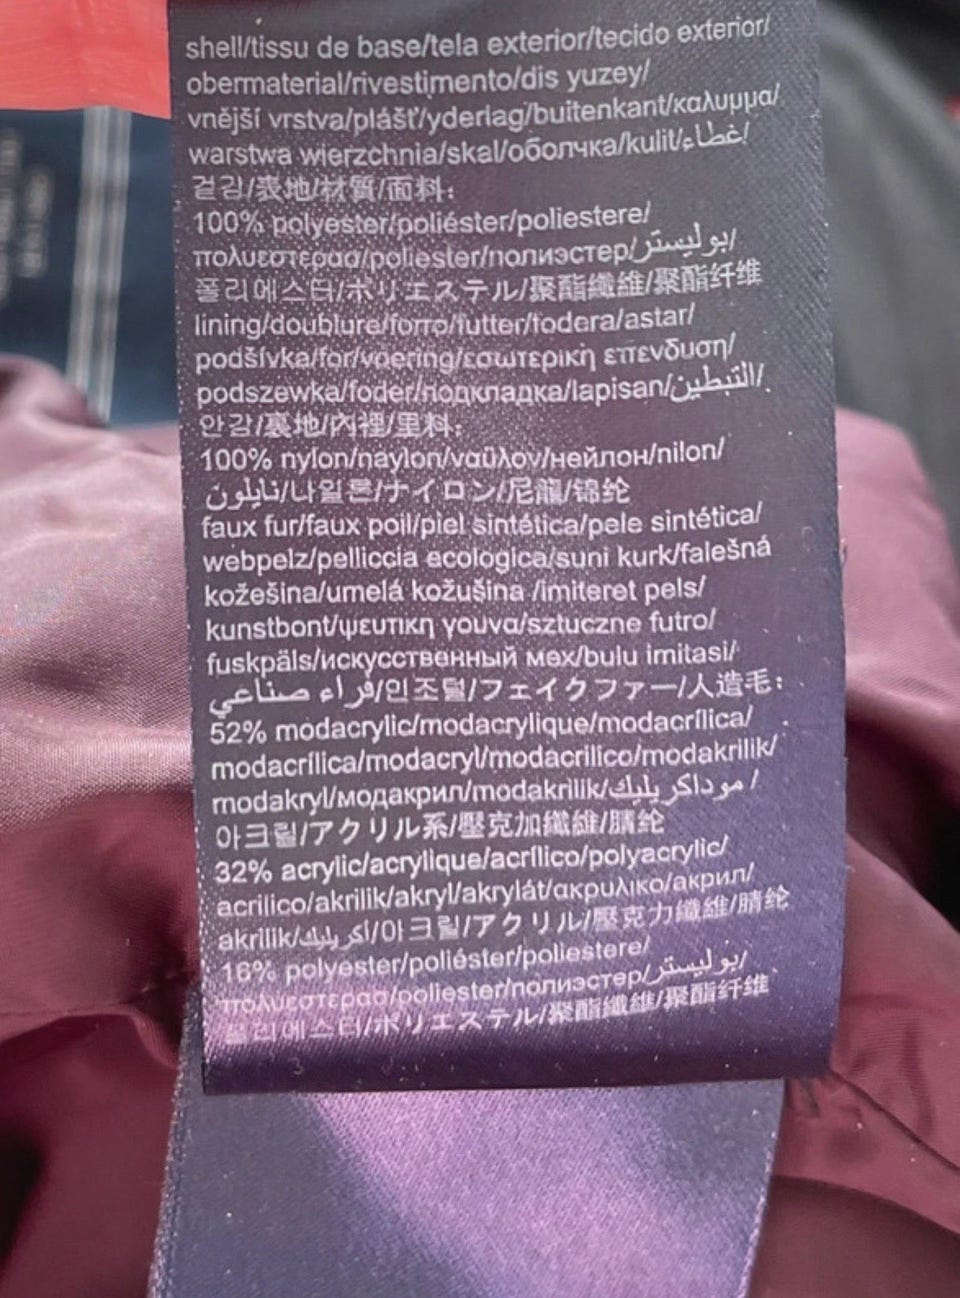 shell/tissu de base/tela exterior/tecido exterior/
obermaterial/rivestimento/dis yuzey/
vnější vrstva/plášť/yderlag/buitenkant/καλυμμα/
warstwa wierzchnia/skal/оболчка/kulit/غطاء/
겉감/表地/材質/面料:
100% polyester/poliéster/poliestere/
πολυεστερασ/poliester/полиэстер/بوليستر/
폴리에스터/ポリエステル/聚酯纖維/聚酯纤维
lining/doublure/forro/futter/fodera/astar/
podšívka/for/voering/εσωτερικὴ επενδυση/
podszewka/foder/подкладка/lapisan/التبطين/
안감/裏地/內裡/里料:
100% nylon/naylon/ναϋλον/нейлон/nilon/
نايلون/나일론/ナイロン/尼龍/锦纶
faux fur/faux poil/piel sintética/pele sintética/
webpelz/pelliccia ecologica/suni kurk/falešná
kožešina/umelá kožušina /imiteret pels/
kunstbont/ψευτικη γουνα/sztuczne futro/
fuskpäls/искусственный мех/bulu imitasi/
فراء صناعي/인조털/フェイクファー/人造毛:
52% modacrylic/modacrylique/modacrílica/
modacrílica/modacryl/modacrilico/modakrilik/
modakryl/модакрил/modakrilik/موداكريليك/
아크릴/アクリル系/壓克加纖維/腈纶
32% acrylic/acrylique/acrílico/polyacrylic/
acrilico/akrilik/akryl/akrylát/ακρυλικο/акрил/
akrilik/أكريليك/아크릴/アクリル/壓克力纖維/腈纶
16% polyester/poliéster/poliestere/
πολυεστερασ/poliester/полиэстер/بوليستر/
폴리에스터/ポリエステル/聚酯纖維/聚酯纤维